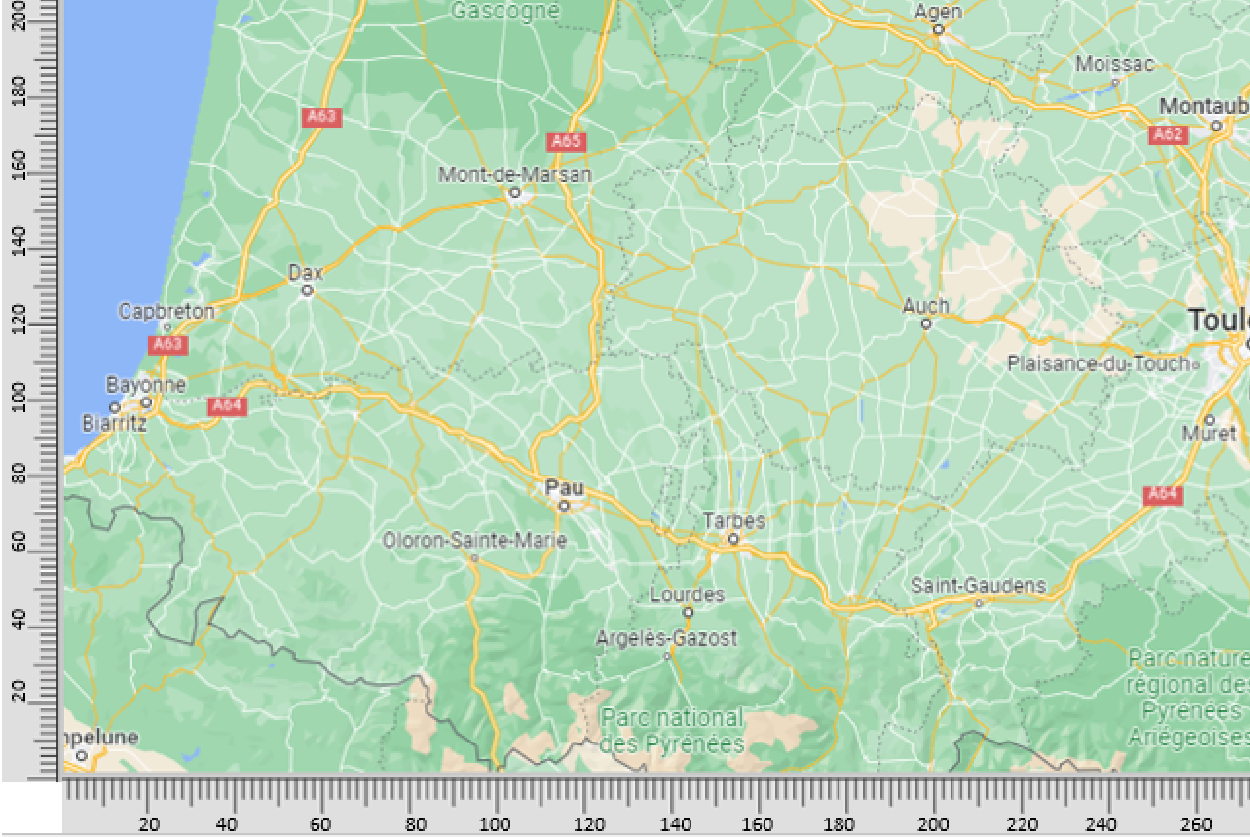 Gascogne
Agen
Moissac
Montaub
A63
A65
A62
Mont-de-Marsan
Dax
Capbreton
A63
Auch
Toulo
Plaisance-du-Touch
Bayonne
A64
Biarritz
Muret
Pau
A64
Tarbes
Oloron-Sainte-Marie
Saint-Gaudens
Lourdes
Argelès-Gazost
Parc nature
régional des
Pyrénées
Ariégeoises
Parc national
des Pyrénées
npelune
200
180
160
140
120
100
80
60
40
20
20
40
60
80
100
120
140
160
180
200
220
240
260